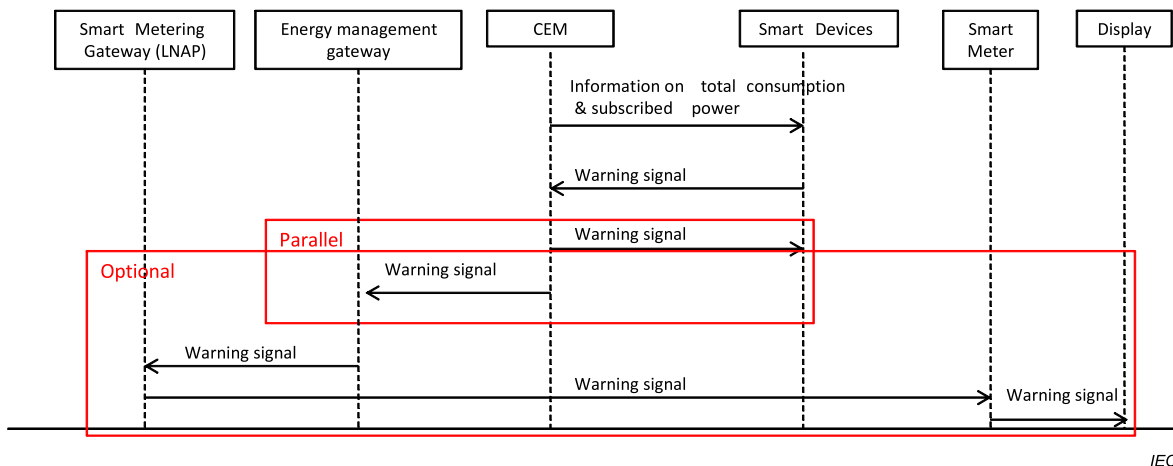 Smart Metering
Gateway (LNAP)
Energy management
gateway
CEM
Smart Devices
Smart
Meter
Display
Information on total consumption
& subscribed power
Warning signal
Parallel
Warning signal
Optional
Warning signal
Warning signal
Warning signal
Warning signal
IEC